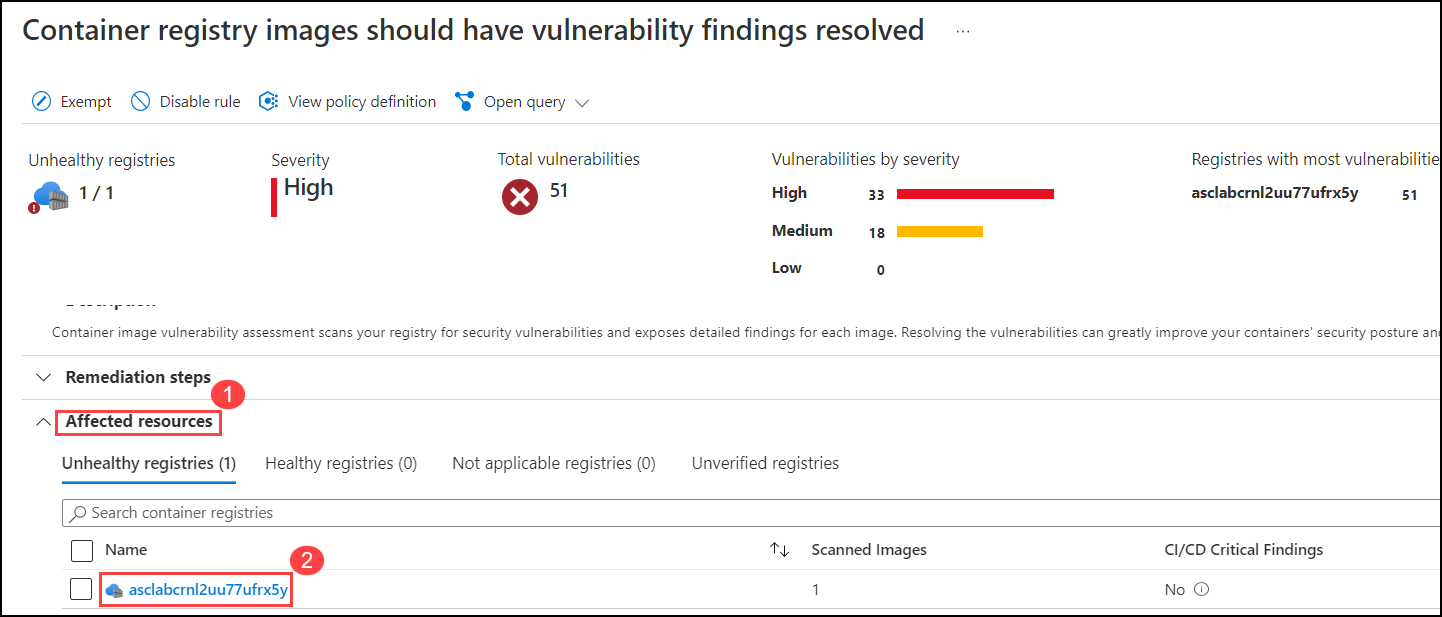 Container registry images should have vulnerability findings resolved ...
Exempt Disable rule View policy definition Open query
Unhealthy registries Severity Total vulnerabilities Vulnerabilities by severity Registries with most vulnerabilitie
1 / 1 High 51 High 33 asclabcrnl2uu77ufrx5y 51
Medium 18
Low 0
Description
Container image vulnerability assessment scans your registry for security vulnerabilities and exposes detailed findings for each image. Resolving the vulnerabilities can greatly improve your containers' security posture and
Remediation steps
1
Affected resources
Unhealthy registries (1) Healthy registries (0) Not applicable registries (0) Unverified registries
Search container registries
Name Scanned Images CI/CD Critical Findings
2
asclabcrnl2uu77ufrx5y 1 No